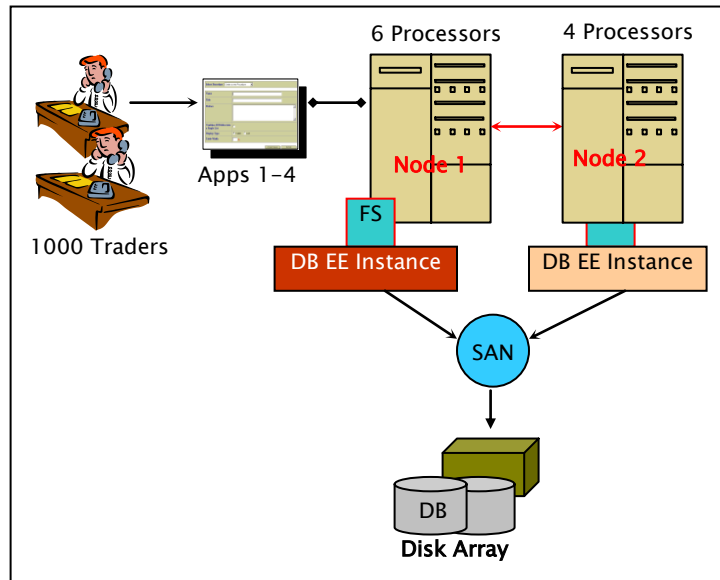 6 Processors
4 Processors
Node 1
Node 2
Apps 1-4
FS
1000 Traders
DB EE Instance
DB EE Instance
SAN
DB
Disk Array